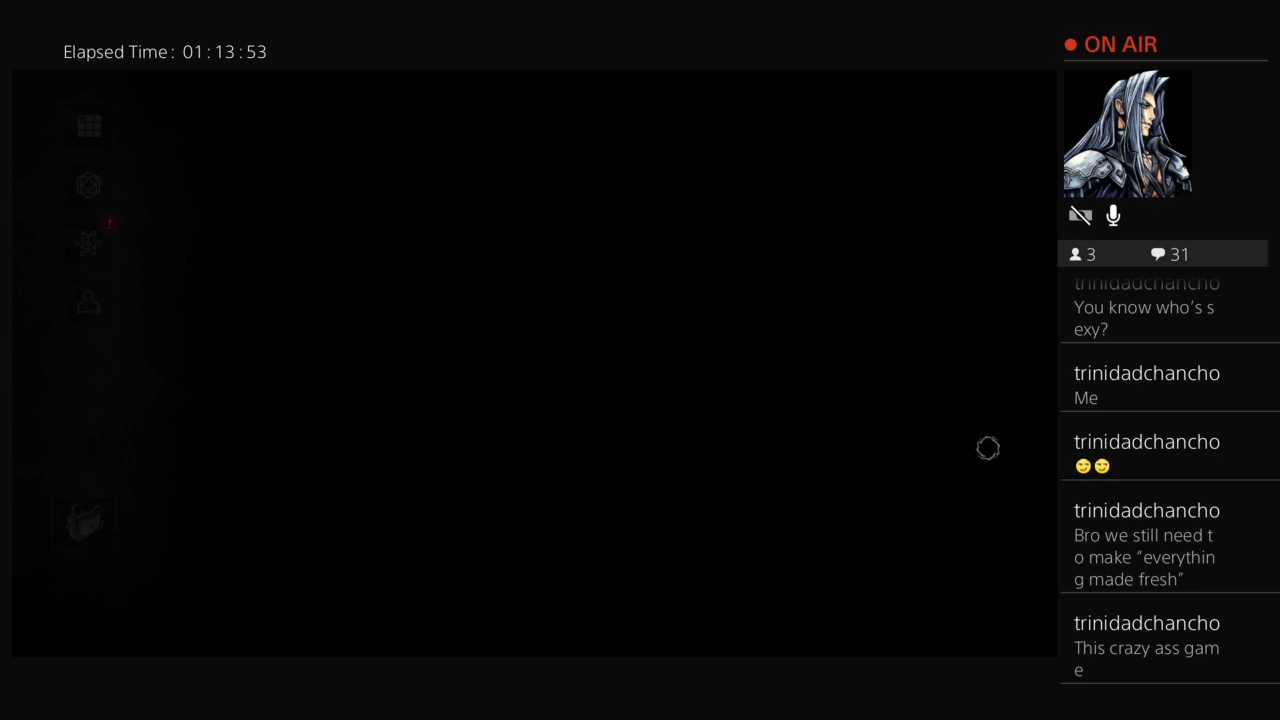 Elapsed Time: 01:13:53
ON AIR
3 31
trinidadchancho
You know who's s
exy?
trinidadchancho
Me
trinidadchancho
😏😏
trinidadchancho
Bro we still need t
o make "everythin
g made fresh"
trinidadchancho
This crazy ass gam
e